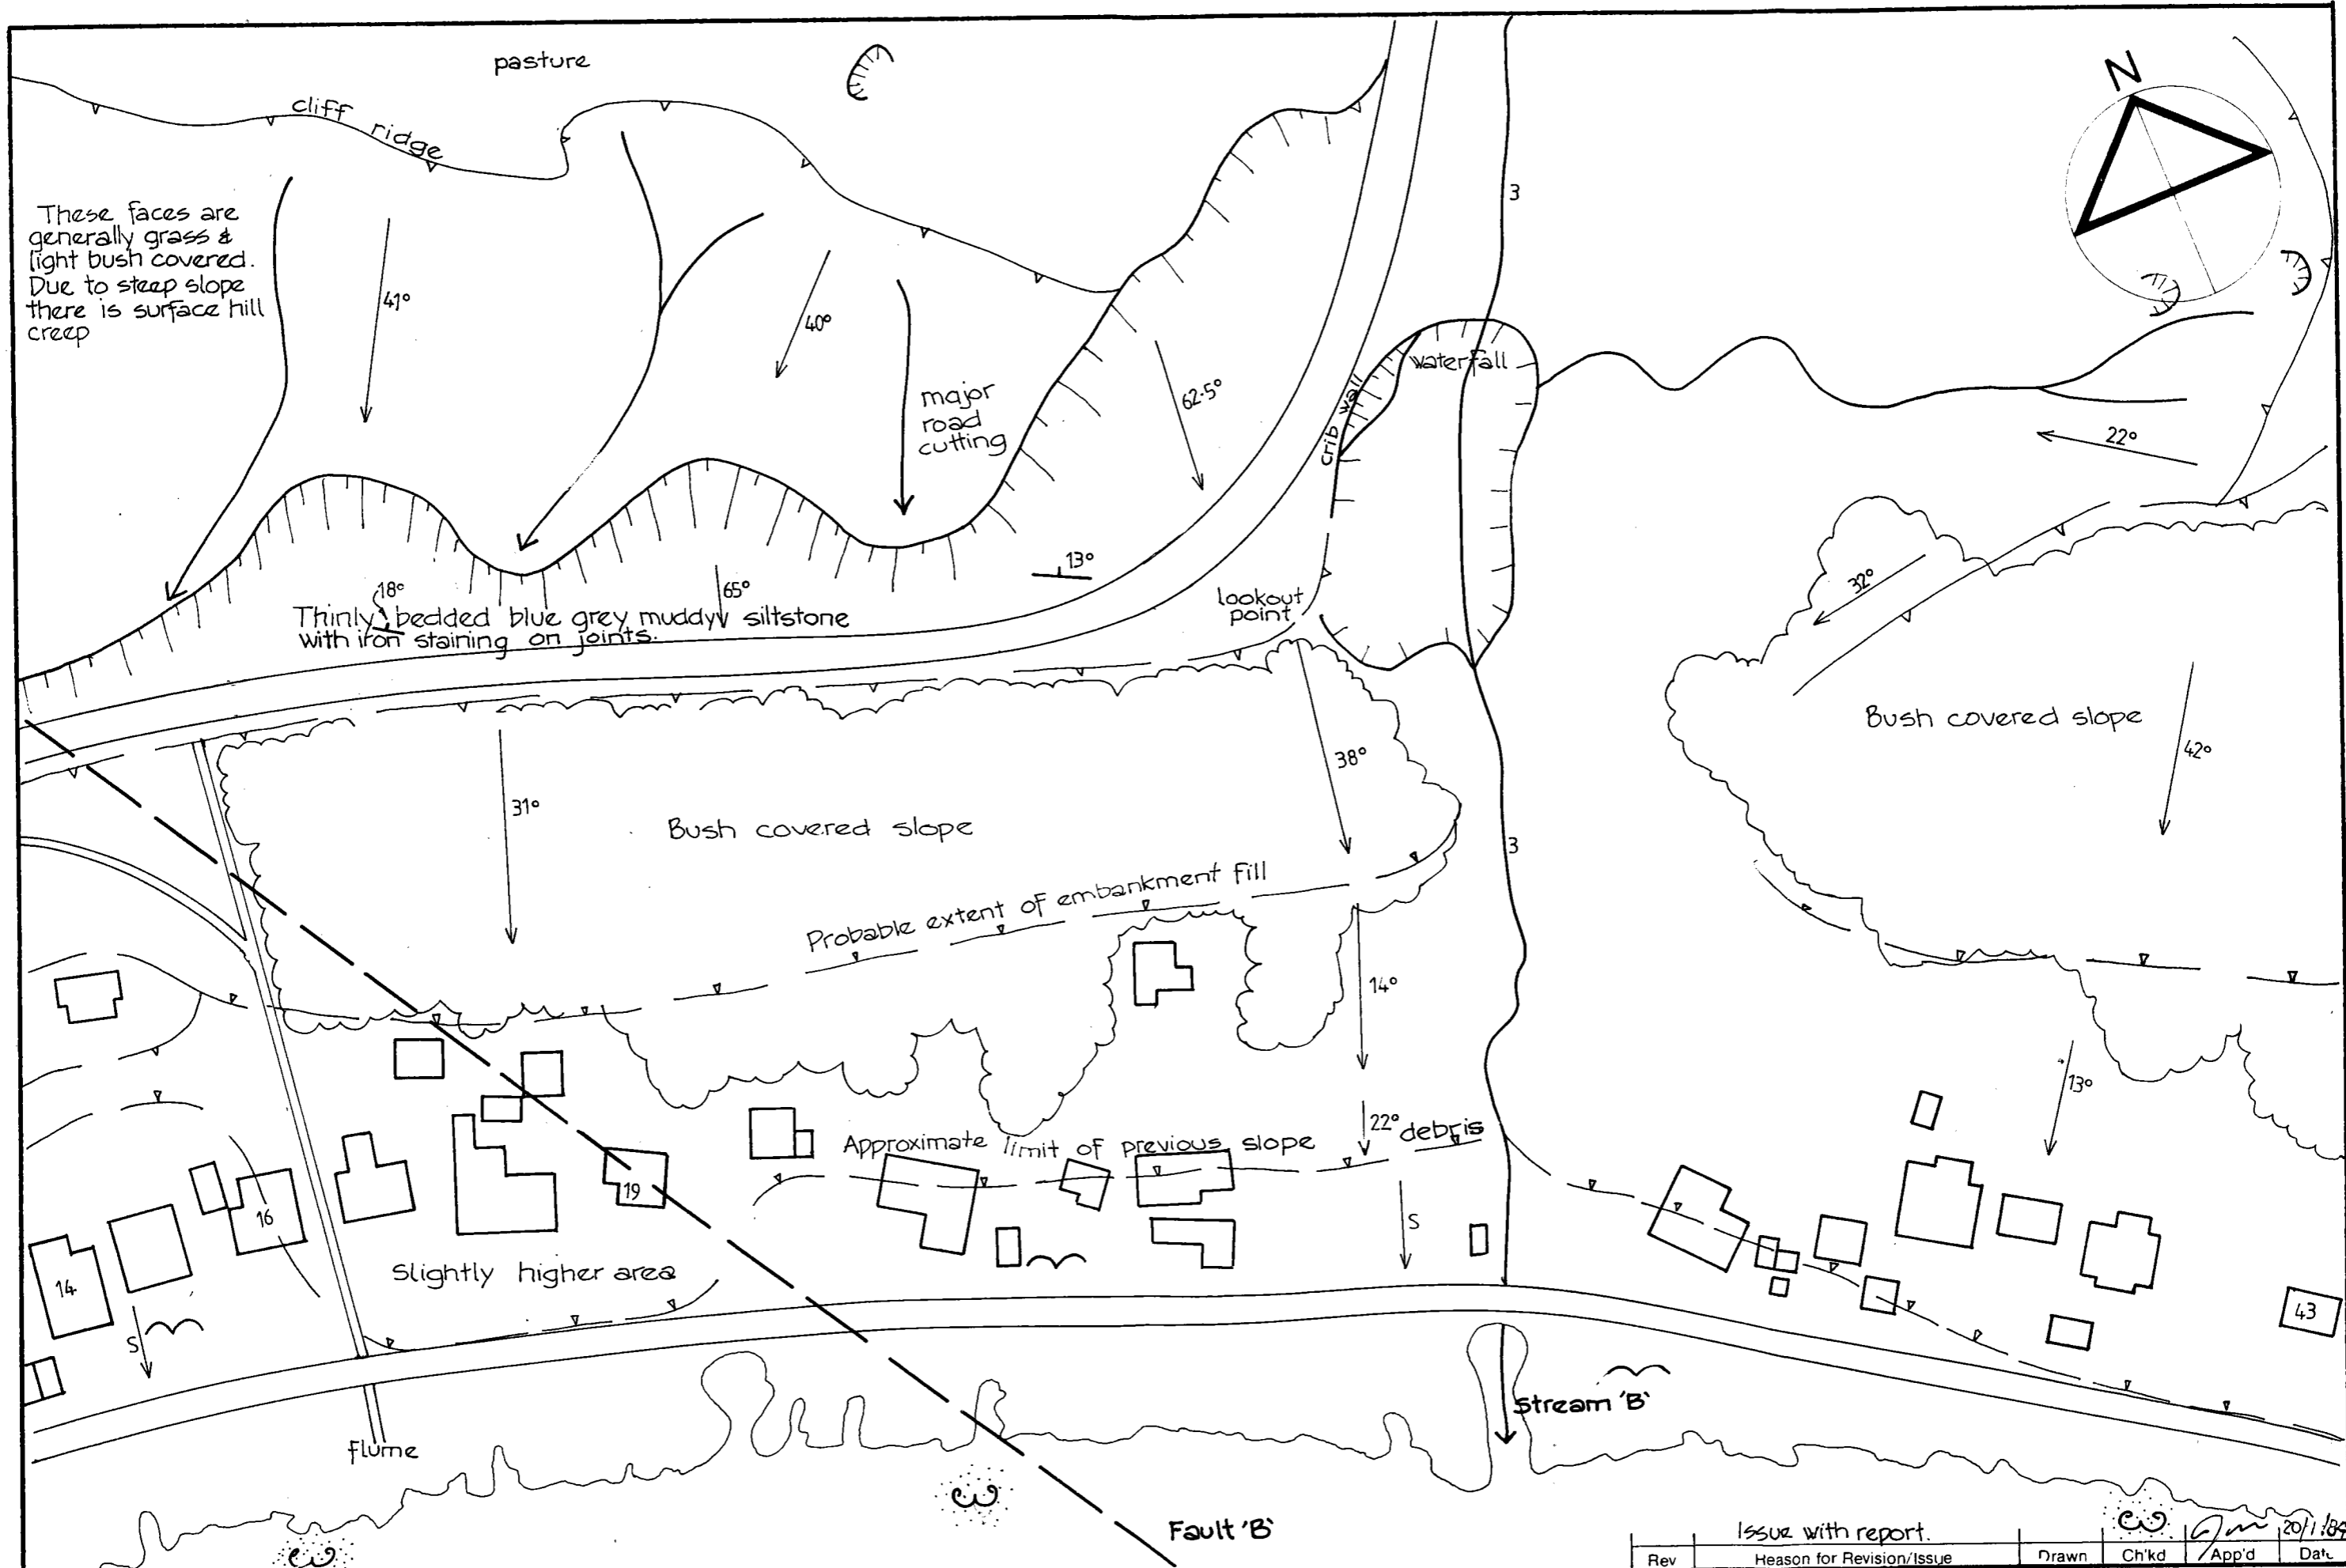 pasture
N
cliff ridge
3
These faces are
generally grass &
light bush covered.
Due to steep slope
there is surface hill
creep
41°
40°
62·5°
waterfall
crib wall
major
road
cutting
22°
13°
18°
65°
Thinly bedded blue grey muddy siltstone
with iron staining on joints.
lookout
point
32°
Bush covered slope
42°
38°
31°
Bush covered slope
3
Probable extent of embankment fill
14°
13°
22°
Approximate limit of previous slope debris
19
16
14
S
S
Slightly higher area
43
stream 'B'
flume
Fault 'B'
Issue with report.
20/1/84
Rev
Reason for Revision/Issue
Drawn
Ch'kd
App'd
Date